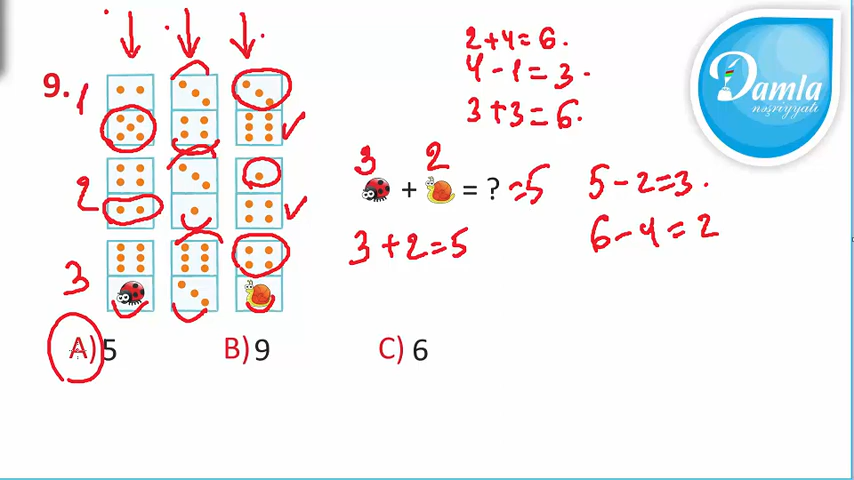 2+4=6.
4-1=3.
3+3=6.
Damla
nəşriyyatı
9.
1
2
3
3 2
+ = ? =5
3+2=5
5-2=3.
6-4=2
A) 5 B) 9 C) 6